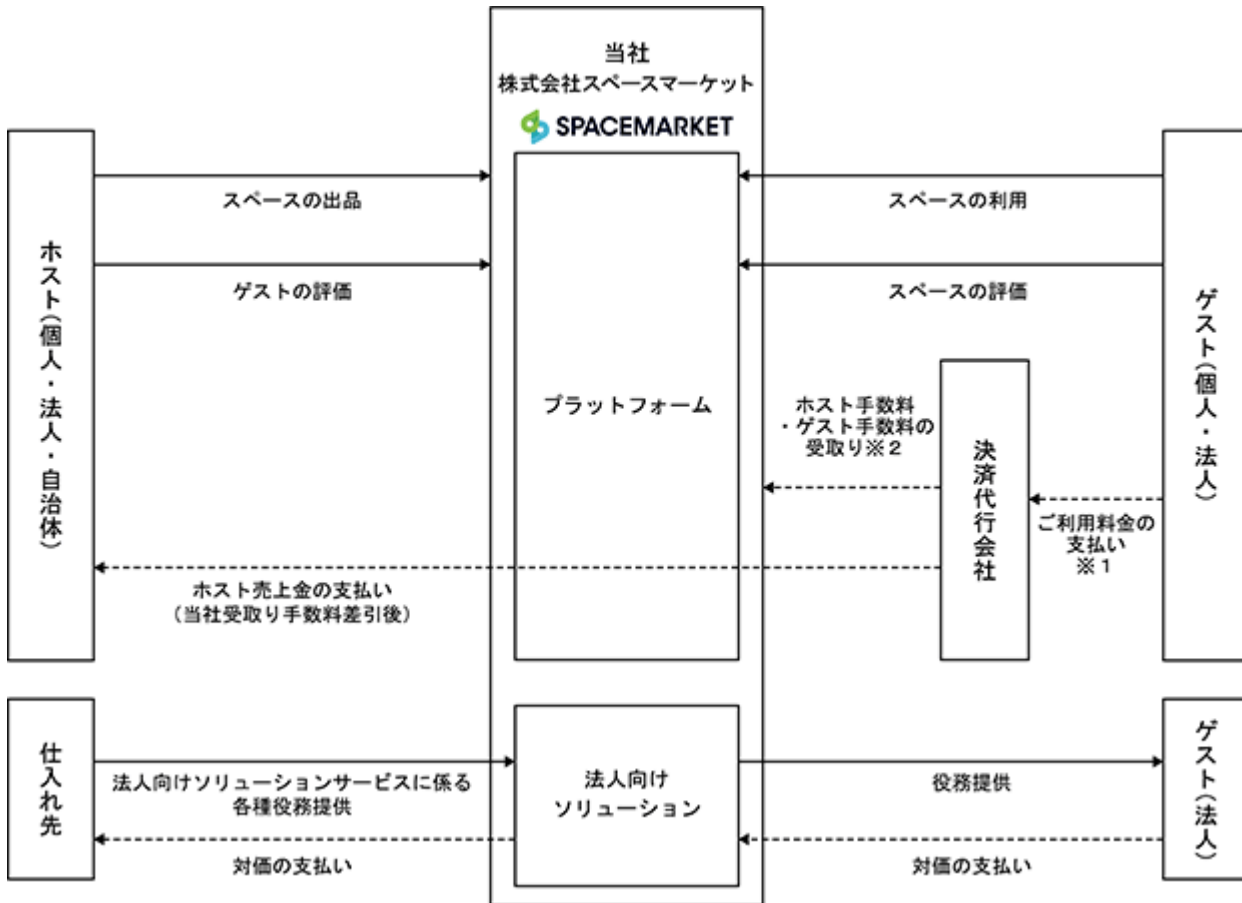 当社
株式会社スペースマーケット
SPACEMARKET
ホスト(個人・法人・自治体)
スペースの出品
ゲストの評価
プラットフォーム
スペースの利用
スペースの評価
ホスト手数料
・ゲスト手数料の
受取り※2
決済代行会社
ご利用料金の
支払い
※1
ゲスト(個人・法人)
ホスト売上金の支払い
(当社受取り手数料差引後)
仕入れ先
法人向けソリューションサービスに係る
各種役務提供
対価の支払い
法人向け
ソリューション
役務提供
対価の支払い
ゲスト(法人)